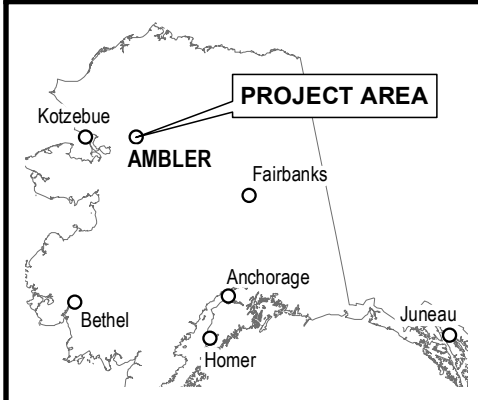 PROJECT AREA
Kotzebue
AMBLER
Fairbanks
Anchorage
Bethel
Juneau
Homer